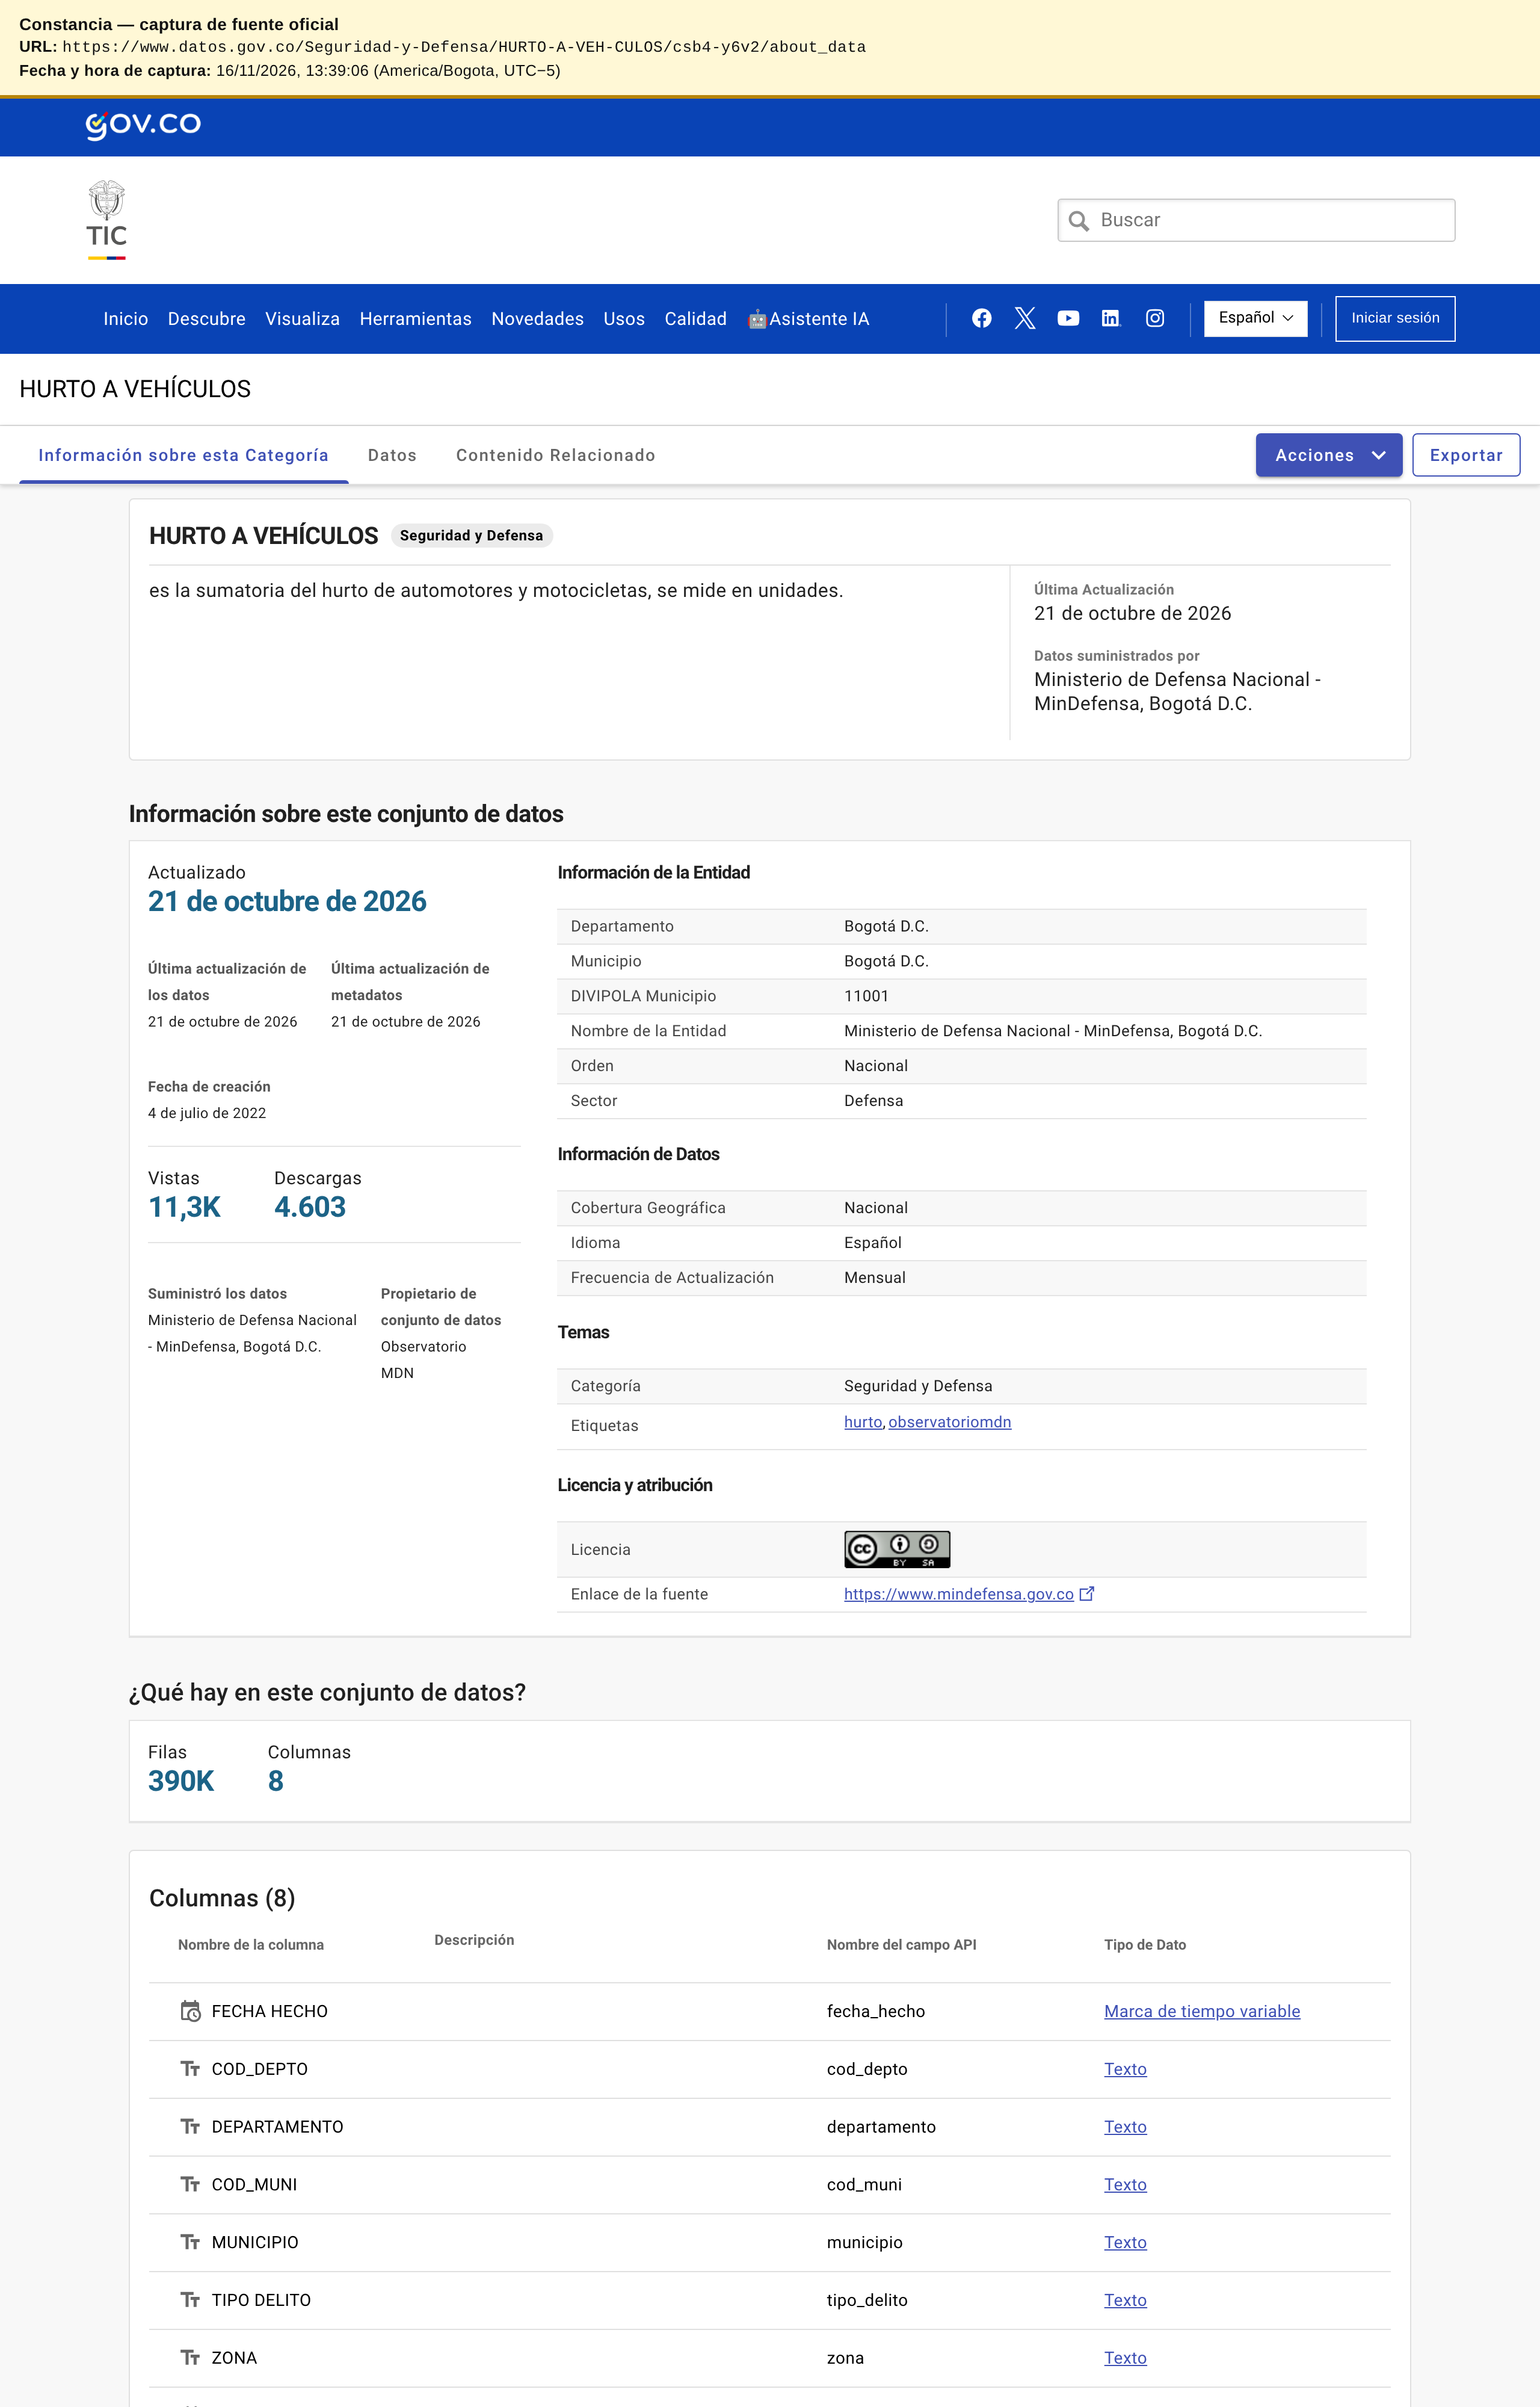 Constancia — captura de fuente oficial
URL: https://www.datos.gov.co/Seguridad-y-Defensa/HURTO-A-VEH-CULOS/csb4-y6v2/about_data
Fecha y hora de captura: 16/11/2026, 13:39:06 (America/Bogota, UTC−5)
gov.co
TIC
Buscar
Inicio Descubre Visualiza Herramientas Novedades Usos Calidad 🤖Asistente IA Español Iniciar sesión
HURTO A VEHÍCULOS
Información sobre esta Categoría Datos Contenido Relacionado Acciones Exportar
HURTO A VEHÍCULOS Seguridad y Defensa
es la sumatoria del hurto de automotores y motocicletas, se mide en unidades.
Última Actualización
21 de octubre de 2026
Datos suministrados por
Ministerio de Defensa Nacional -
MinDefensa, Bogotá D.C.
Información sobre este conjunto de datos
Actualizado
21 de octubre de 2026
Última actualización de
los datos
21 de octubre de 2026
Última actualización de
metadatos
21 de octubre de 2026
Fecha de creación
4 de julio de 2022
Vistas
11,3K
Descargas
4.603
Suministró los datos
Ministerio de Defensa Nacional
- MinDefensa, Bogotá D.C.
Propietario de
conjunto de datos
Observatorio
MDN
Información de la Entidad
Departamento Bogotá D.C.
Municipio Bogotá D.C.
DIVIPOLA Municipio 11001
Nombre de la Entidad Ministerio de Defensa Nacional - MinDefensa, Bogotá D.C.
Orden Nacional
Sector Defensa
Información de Datos
Cobertura Geográfica Nacional
Idioma Español
Frecuencia de Actualización Mensual
Temas
Categoría Seguridad y Defensa
Etiquetas hurto, observatoriomdn
Licencia y atribución
Licencia cc BY SA
Enlace de la fuente https://www.mindefensa.gov.co
¿Qué hay en este conjunto de datos?
Filas
390K
Columnas
8
Columnas (8)
Nombre de la columna Descripción Nombre del campo API Tipo de Dato
FECHA HECHO fecha_hecho Marca de tiempo variable
COD_DEPTO cod_depto Texto
DEPARTAMENTO departamento Texto
COD_MUNI cod_muni Texto
MUNICIPIO municipio Texto
TIPO DELITO tipo_delito Texto
ZONA zona Texto